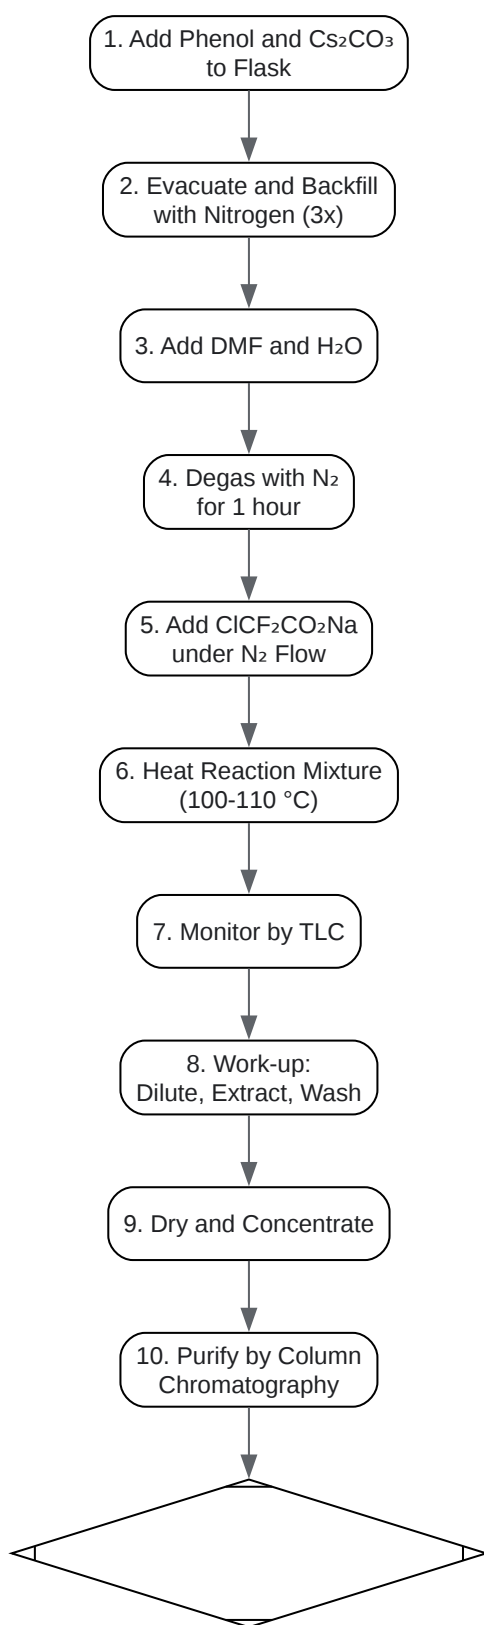 1. Add Phenol and Cs₂CO₃
to Flask
2. Evacuate and Backfill
with Nitrogen (3x)
3. Add DMF and H₂O
4. Degas with N₂
for 1 hour
5. Add ClCF₂CO₂Na
under N₂ Flow
6. Heat Reaction Mixture
(100-110 °C)
7. Monitor by TLC
8. Work-up:
Dilute, Extract, Wash
9. Dry and Concentrate
10. Purify by Column
Chromatography